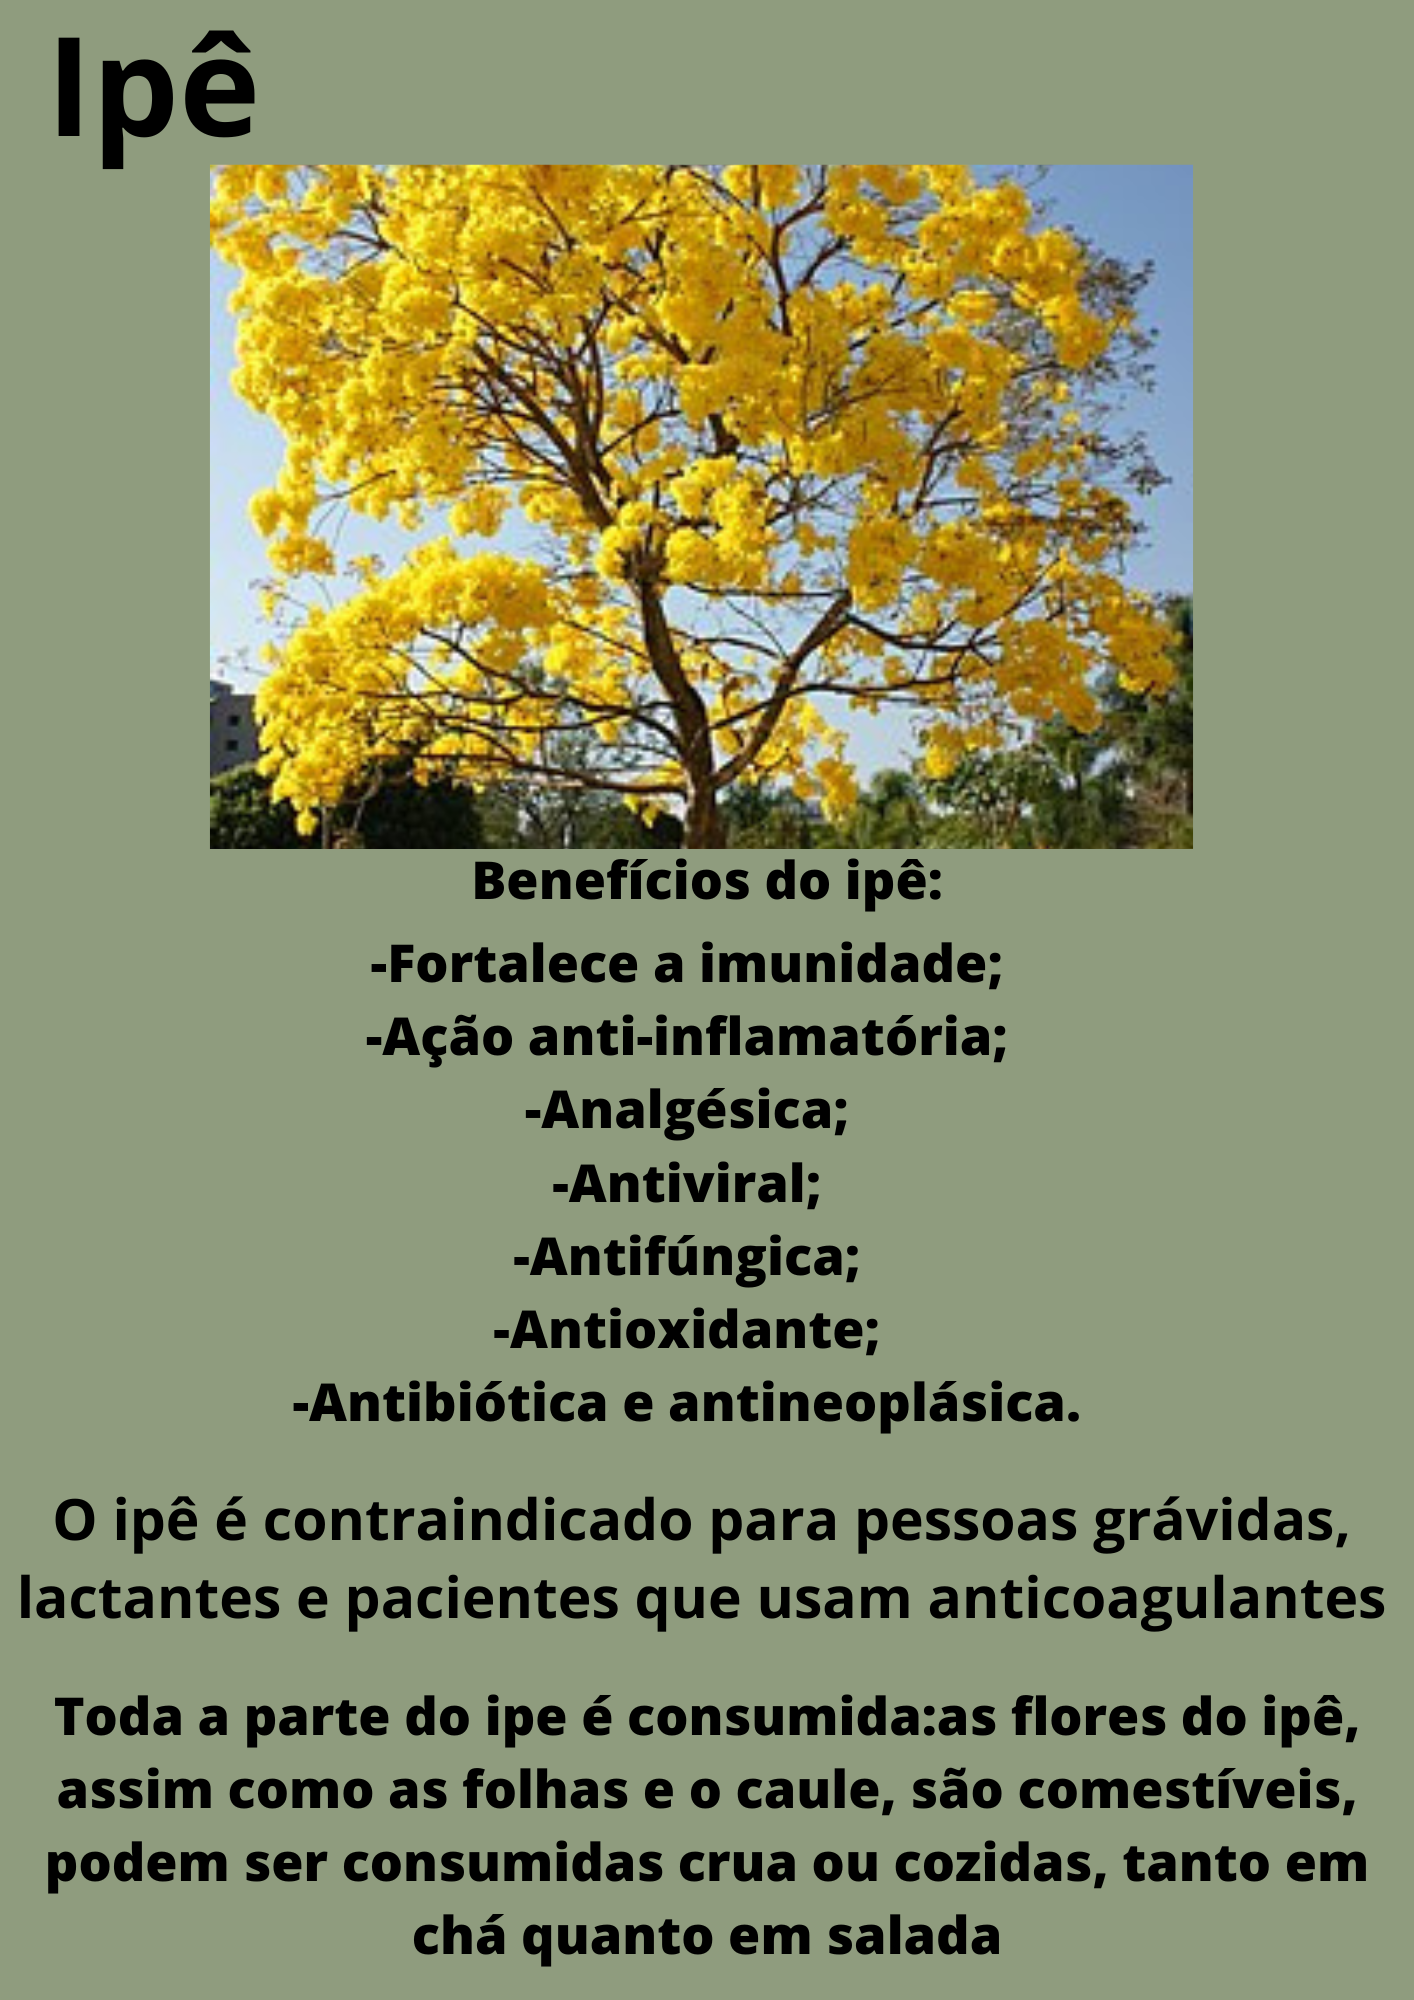 Ipê
Benefícios do ipê:
-Fortalece a imunidade;
-Ação anti-inflamatória;
-Analgésica;
-Antiviral;
-Antifúngica;
-Antioxidante;
-Antibiótica e antineoplásica.
O ipê é contraindicado para pessoas grávidas,
lactantes e pacientes que usam anticoagulantes
Toda a parte do ipe é consumida:as flores do ipê,
assim como as folhas e o caule, são comestíveis,
podem ser consumidas crua ou cozidas, tanto em
chá quanto em salada